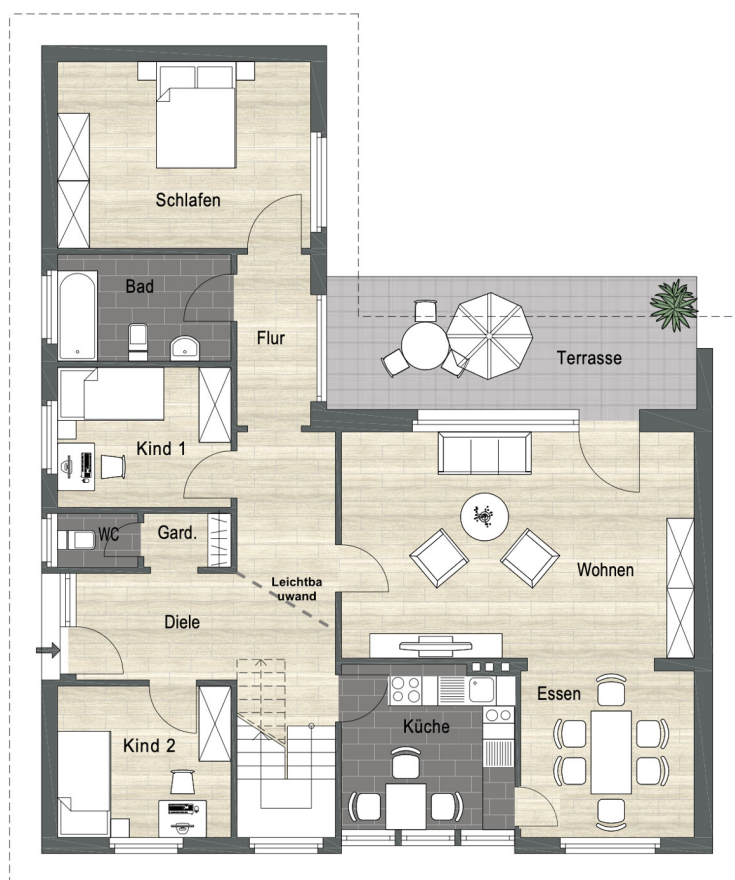 Schlafen
Bad
Flur
Terrasse
Kind 1
WC
Gard.
Leichtba
uwand
Wohnen
Diele
Essen
Küche
Kind 2